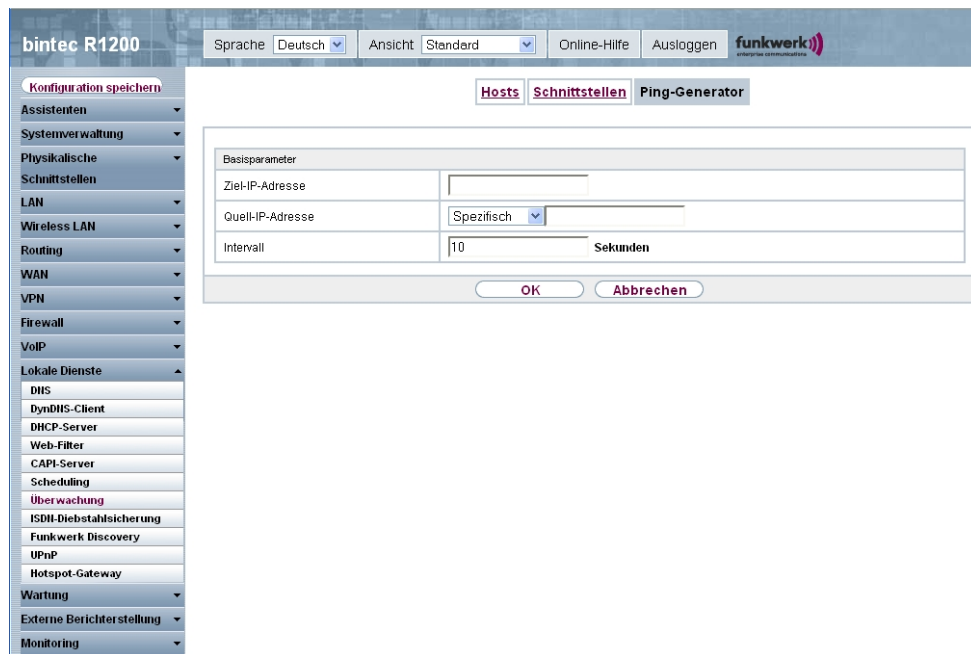 bintec R1200
Sprache Deutsch Ansicht Standard Online-Hilfe Ausloggen funkwerk
enterprise communications
Konfiguration speichern
Hosts Schnittstellen Ping-Generator
Assistenten
Systemverwaltung
Physikalische
Schnittstellen
LAN
Wireless LAN
Routing
WAN
VPN
Firewall
VoIP
Lokale Dienste
DNS
DynDNS-Client
DHCP-Server
Web-Filter
CAPI-Server
Scheduling
Überwachung
ISDN-Diebstahlsicherung
Funkwerk Discovery
UPnP
Hotspot-Gateway
Wartung
Externe Berichterstellung
Monitoring
Basisparameter
Ziel-IP-Adresse
Quell-IP-Adresse Spezifisch
Intervall 10 Sekunden
OK Abbrechen